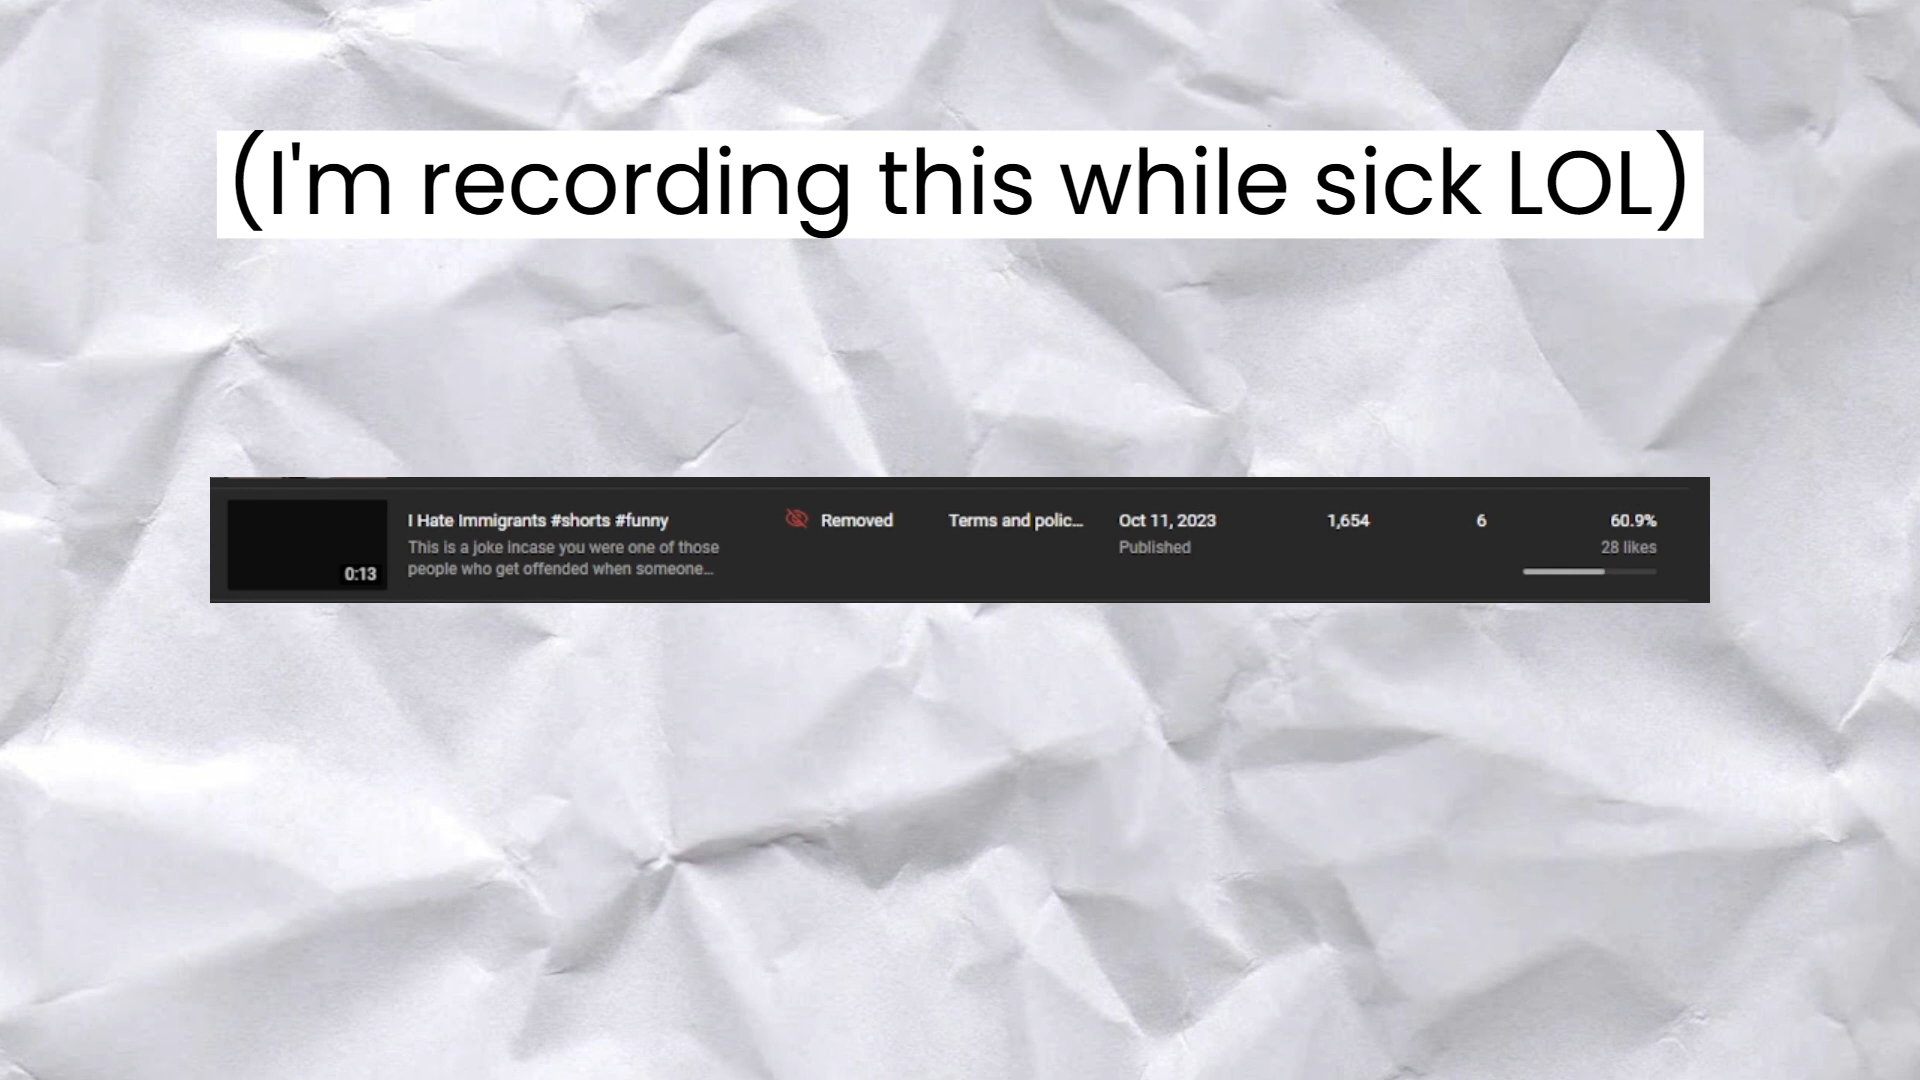 (I'm recording this while sick LOL)
I Hate Immigrants #shorts #funny
This is a joke incase you were one of those
people who get offended when someone...
0:13
Removed
Terms and polic...
Oct 11, 2023
Published
1,654
6
60.9%
28 likes